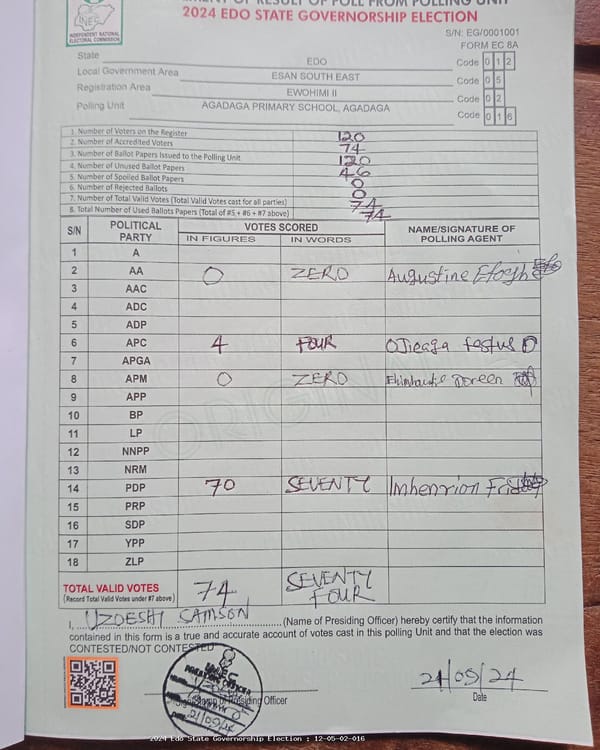 OF RESULT OF POLL FROM POLLING UNIT
2024 EDO STATE GOVERNORSHIP ELECTION
INEC
INDEPENDENT NATIONAL
ELECTORAL COMMISSION
S/N: EG/0001001
FORM EC 8A
State EDO Code 0 1 2
Local Government Area ESAN SOUTH EAST Code 0 5
Registration Area EWOHIMI II Code 0 2
Polling Unit AGADAGA PRIMARY SCHOOL, AGADAGA Code 0 1 6
1. Number of Voters on the Register 120
2. Number of Accredited Voters 74
3. Number of Ballot Papers Issued to the Polling Unit 120
4. Number of Unused Ballot Papers 46
5. Number of Spoiled Ballot Papers 0
6. Number of Rejected Ballots 0
7. Number of Total Valid Votes (Total Valid Votes cast for all parties) 74
8. Total Number of Used Ballots Papers (Total of #5 + #6 + #7 above) 74
S/N POLITICAL PARTY VOTES SCORED NAME/SIGNATURE OF POLLING AGENT
IN FIGURES IN WORDS
1 A
2 AA 0 ZERO Augustine
3 AAC
4 ADC
5 ADP
6 APC 4 FOUR Ojieaga festus
7 APGA
8 APM 0 ZERO Doreen
9 APP
10 BP
11 LP
12 NNPP
13 NRM
14 PDP 70 SEVENTY Imhenrion
15 PRP
16 SDP
17 YPP
18 ZLP
TOTAL VALID VOTES 74 SEVENTY FOUR
(Record Total Valid Votes under #7 above)
I, UZOESHI SAMSON (Name of Presiding Officer) hereby certify that the information
contained in this form is a true and accurate account of votes cast in this polling Unit and that the election was
CONTESTED/NOT CONTESTED
ORIGINAL
INEC
21/09/24
Presiding Officer
21/09/24
Date
2024 Edo State Governorship Election : 12-05-02-016